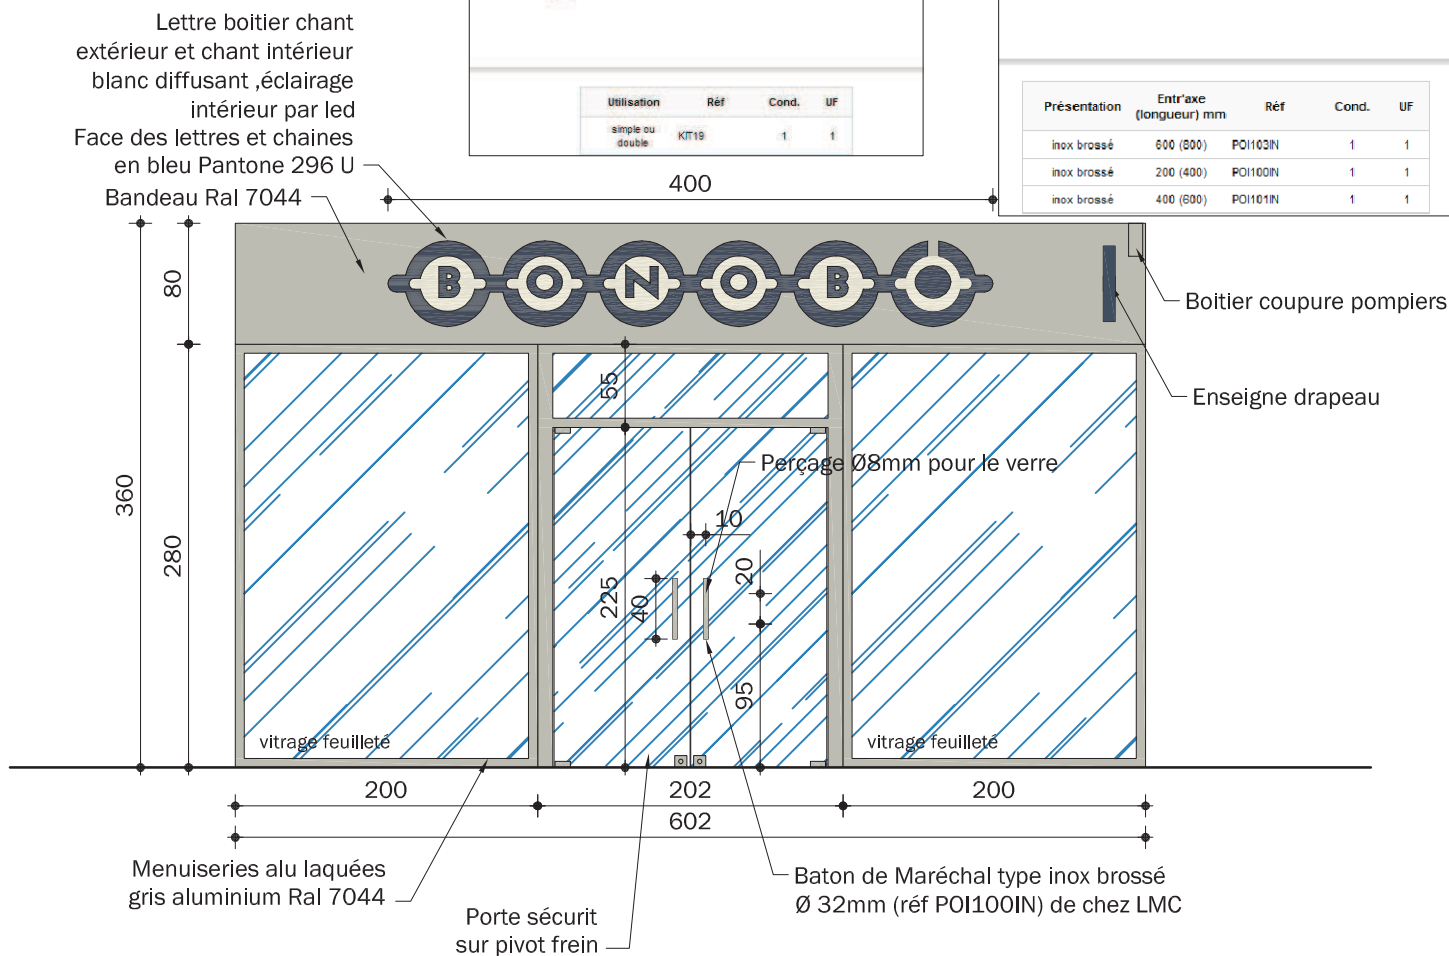 Lettre boitier chant
extérieur et chant intérieur
blanc diffusant ,éclairage
intérieur par led
Face des lettres et chaines
en bleu Pantone 296 U
Bandeau Ral 7044
Utilisation Réf Cond. UF
simple ou
double
KIT19 1 1
Présentation Entr'axe
(longueur) mm
Réf Cond. UF
inox brossé 600 (800) POI103IN 1 1
inox brossé 200 (400) POI100IN 1 1
inox brossé 400 (600) POI101IN 1 1
400
BONOBO
80
Boitier coupure pompiers
Enseigne drapeau
55
Perçage Ø8mm pour le verre
360
280
10
20
225
40
95
vitrage feuilleté
vitrage feuilleté
200 202 200
602
Menuiseries alu laquées
gris aluminium Ral 7044
Baton de Maréchal type inox brossé
Ø 32mm (réf POI100IN) de chez LMC
Porte sécurit
sur pivot frein